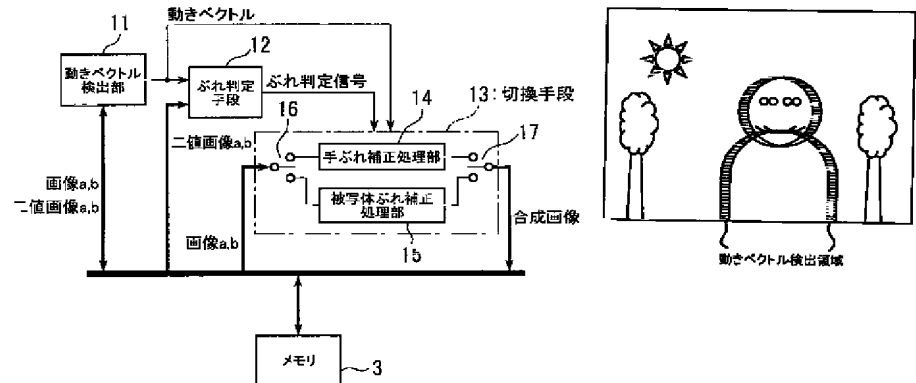 動きベクトル
11
12
動きベクトル
検出部
ぶれ判定
手段
ぶれ判定信号
14
13:切換手段
16
17
二値画像a,b
手ぶれ補正処理部
被写体ぶれ補正
処理部
画像a,b
二値画像a,b
画像a,b
15
合成画像
動きベクトル検出領域
メモリ
3